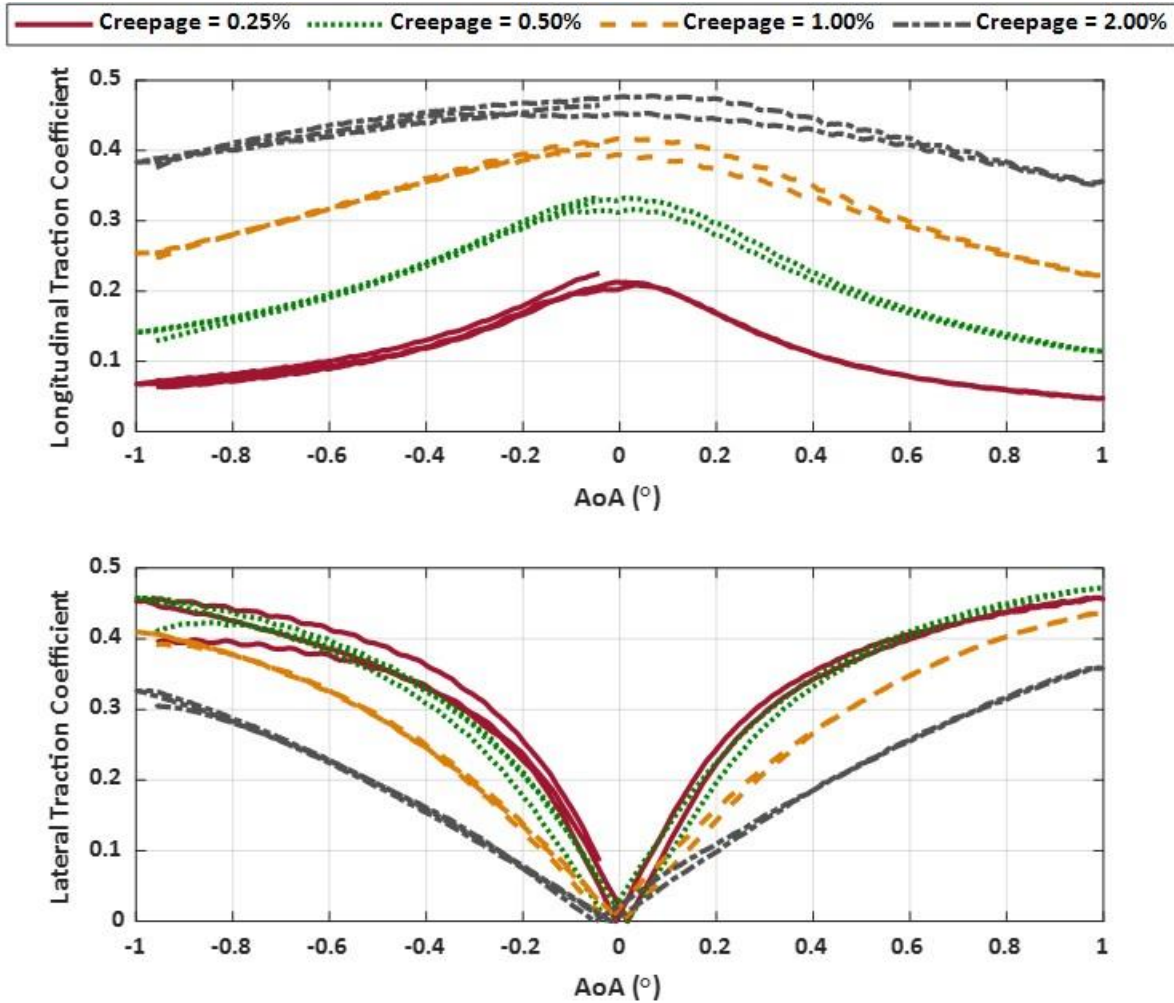 Creepage = 0.25% Creepage = 0.50% Creepage = 1.00% Creepage = 2.00%
Longitudinal Traction Coefficient
0.5
0.4
0.3
0.2
0.1
0
-1 -0.8 -0.6 -0.4 -0.2 0 0.2 0.4 0.6 0.8 1
AoA (°)
Lateral Traction Coefficient
0.5
0.4
0.3
0.2
0.1
0
-1 -0.8 -0.6 -0.4 -0.2 0 0.2 0.4 0.6 0.8 1
AoA (°)